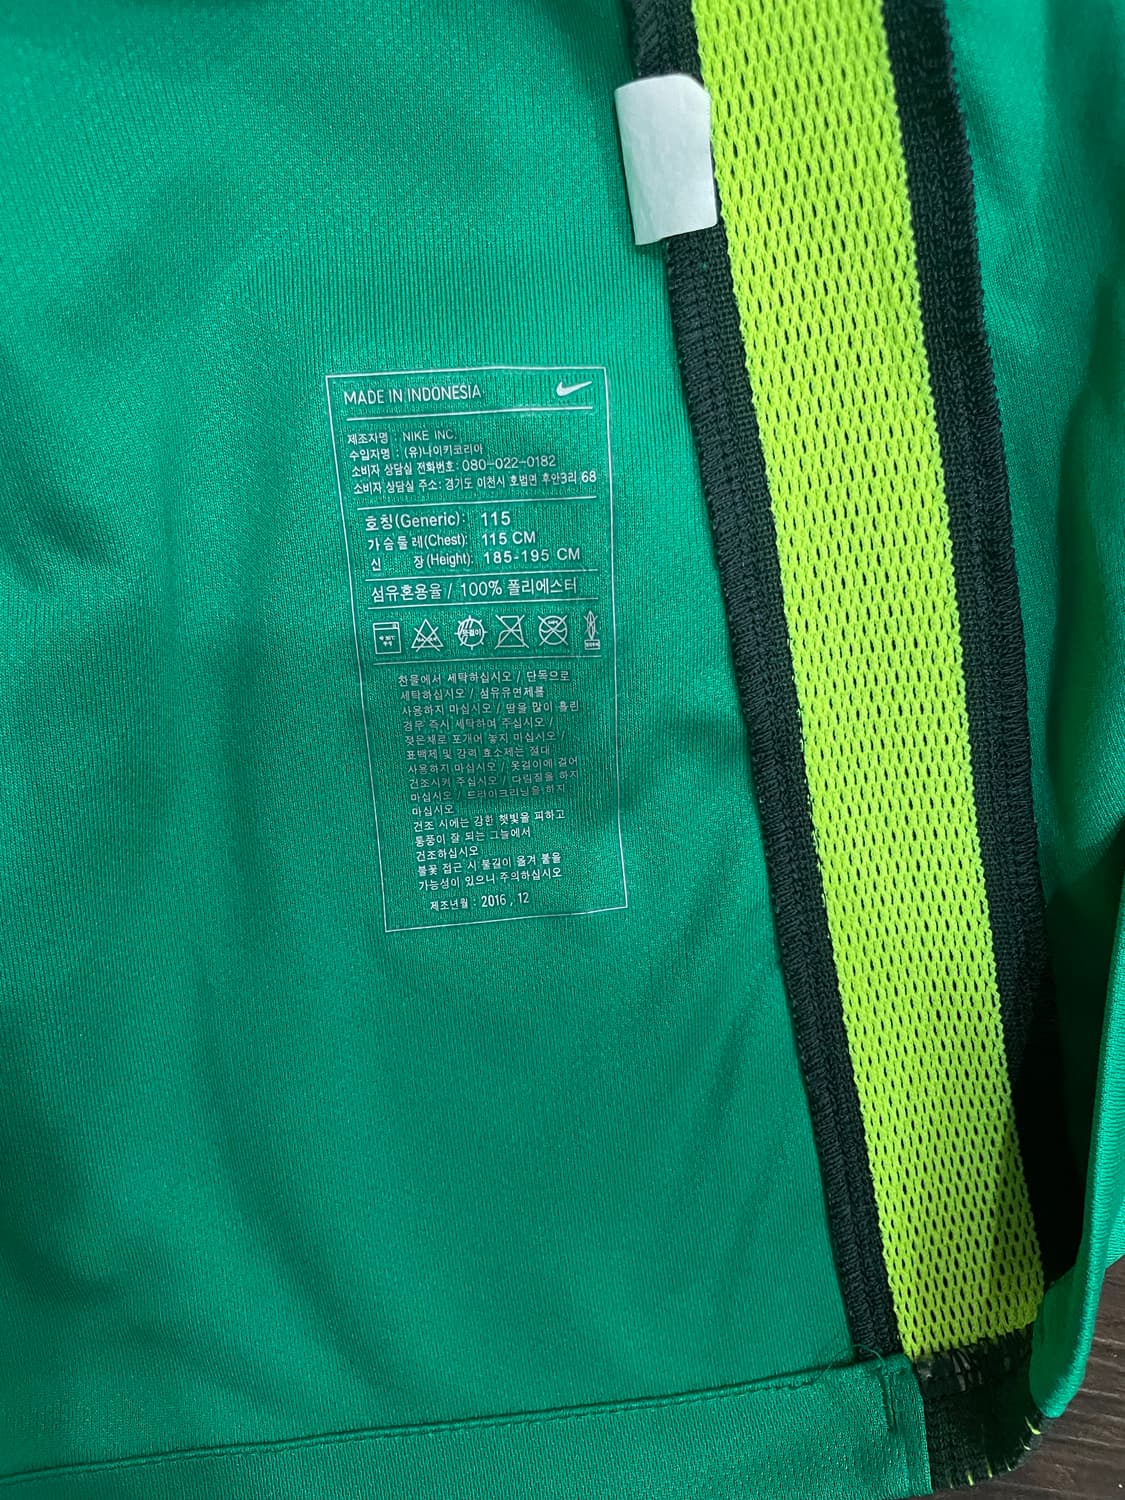 MADE IN INDONESIA
제조자명 : NIKE INC.
수입자명 : (유)나이키코리아
소비자 상담실 전화번호: 080-022-0182
소비자 상담실 주소: 경기도 이천시 호법면 후안3리 68
호칭(Generic): 115
가슴둘레(Chest): 115 CM
신 장(Height): 185-195 CM
섬유혼용율 / 100% 폴리에스터
찬물에서 세탁하십시오 / 단독으로
세탁하십시오 / 섬유유연제를
사용하지 마십시오 / 땀을 많이 흘린
경우 즉시 세탁하여 주십시오 /
젖은채로 포개어 놓지 마십시오 /
표백제 및 강력 효소제는 절대
사용하지 마십시오 / 옷걸이에 걸어
건조시켜 주십시오 / 다림질을 하지
마십시오 / 드라이크리닝을 하지
마십시오
건조 시에는 강한 햇빛을 피하고
통풍이 잘 되는 그늘에서
건조하십시오
불꽃 접근 시 불길이 옮겨 붙을
가능성이 있으니 주의하십시오
제조년월 : 2016 , 12